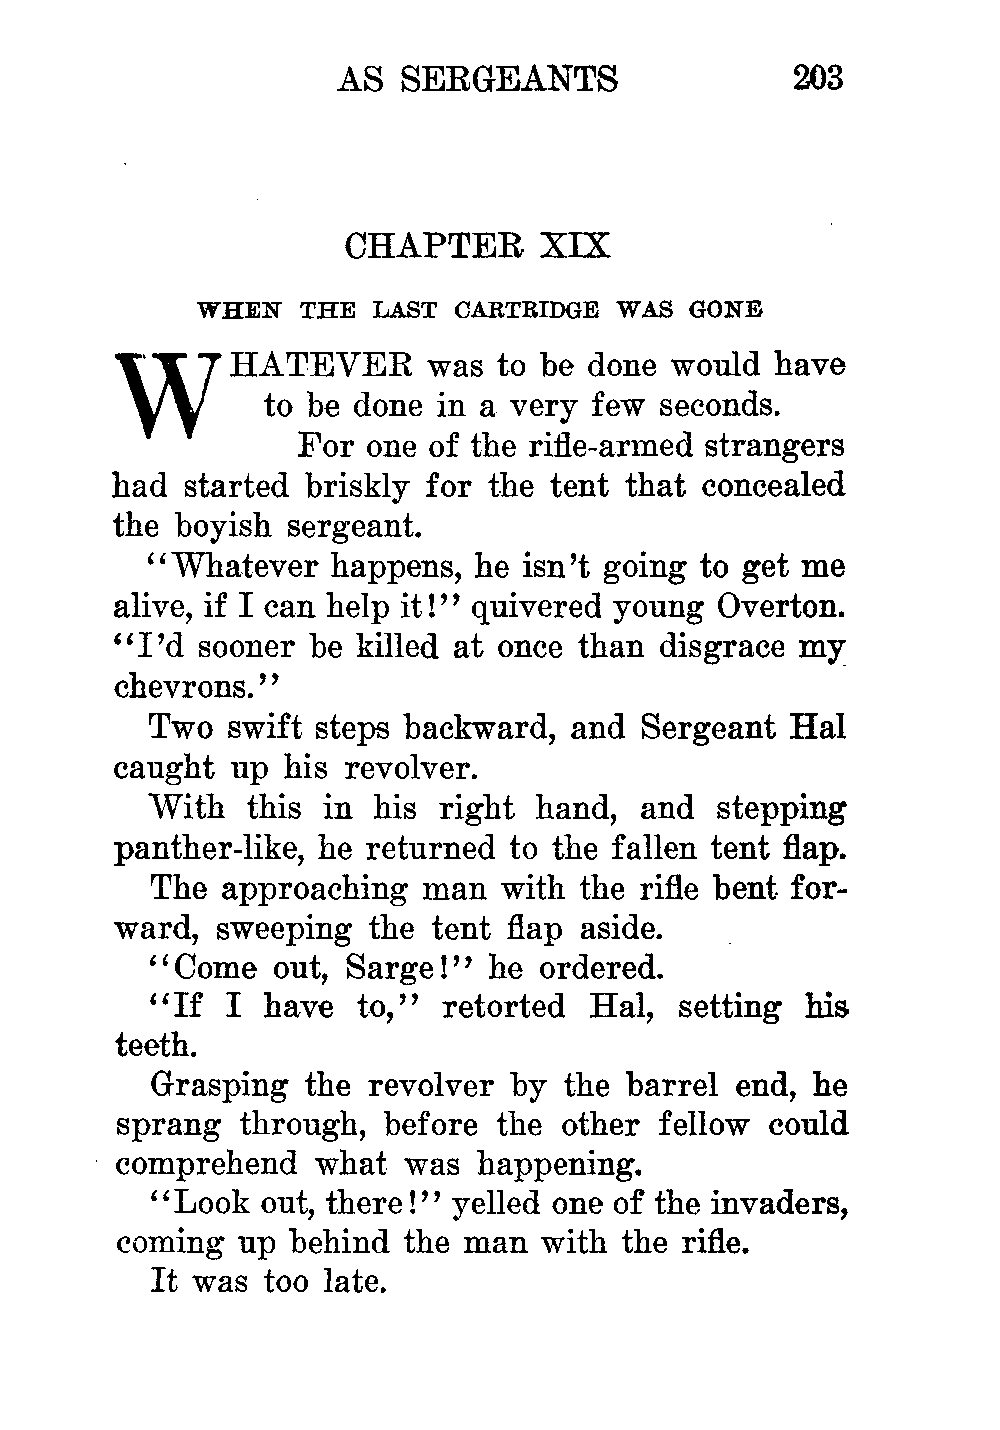 AS SERGEANTS 203
CHAPTER XIX
WHEN THE LAST CARTRIDGE WAS GONE
WHATEVER was to be done would have
to be done in a very few seconds.
For one of the rifle-armed strangers
had started briskly for the tent that concealed
the boyish sergeant.
“Whatever happens, he isn’t going to get me
alive, if I can help it!” quivered young Overton.
“I’d sooner be killed at once than disgrace my
chevrons.”
Two swift steps backward, and Sergeant Hal
caught up his revolver.
With this in his right hand, and stepping
panther-like, he returned to the fallen tent flap.
The approaching man with the rifle bent for-
ward, sweeping the tent flap aside.
“Come out, Sarge!” he ordered.
“If I have to,” retorted Hal, setting his
teeth.
Grasping the revolver by the barrel end, he
sprang through, before the other fellow could
comprehend what was happening.
“Look out, there!” yelled one of the invaders,
coming up behind the man with the rifle.
It was too late.